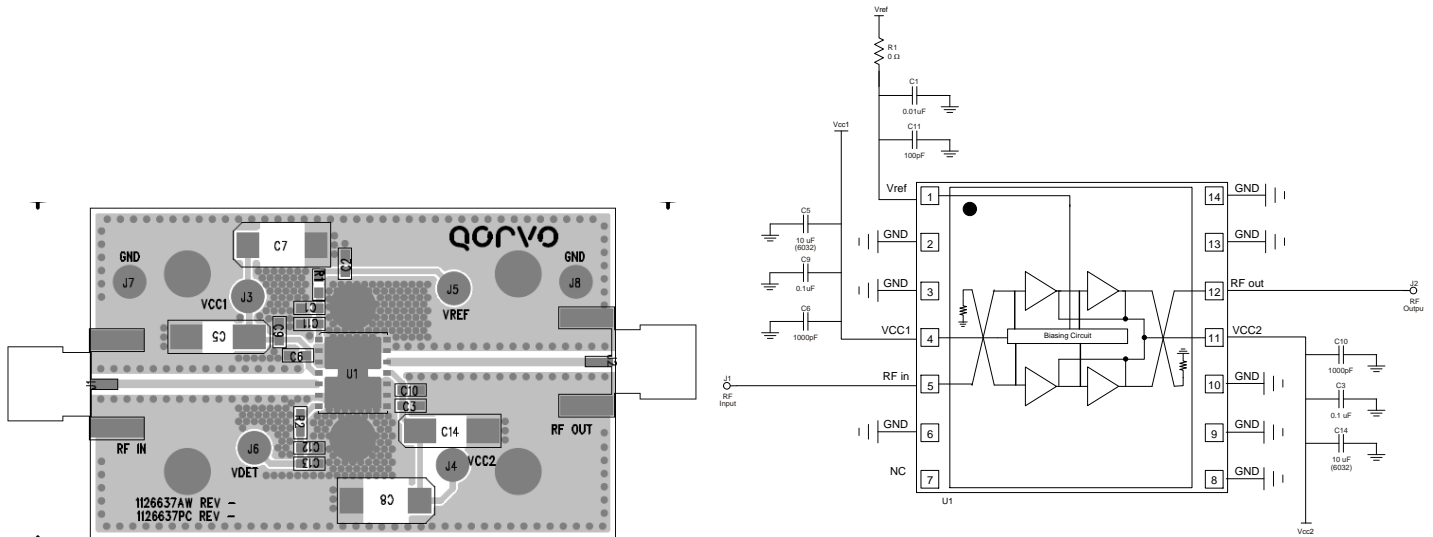 GND
J7
C7
QORVO
GND
J8
VCC1
J3
R1
C2
J5
VREF
C5
C9
C1
C11
C6
U1
J1
J2
C10
C3
R2
C14
RF IN
RF OUT
J6
C12
C13
VDET
J4
VCC2
C8
1126637AW REV -
1126637PC REV -
Vref
R1
0 Ω
C1
0.01uF
C11
100pF
Vcc1
C5
10 uF
(6032)
C9
0.1uF
C6
1000pF
J1
RF
Input
Vref
1
GND
2
GND
3
VCC1
4
RF in
5
GND
6
NC
7
U1
Biasing Circuit
14
GND
13
GND
12
RF out
11
VCC2
10
GND
9
GND
8
GND
J2
RF
Outpu
C10
1000pF
C3
0.1 uF
C14
10 uF
(6032)
Vcc2